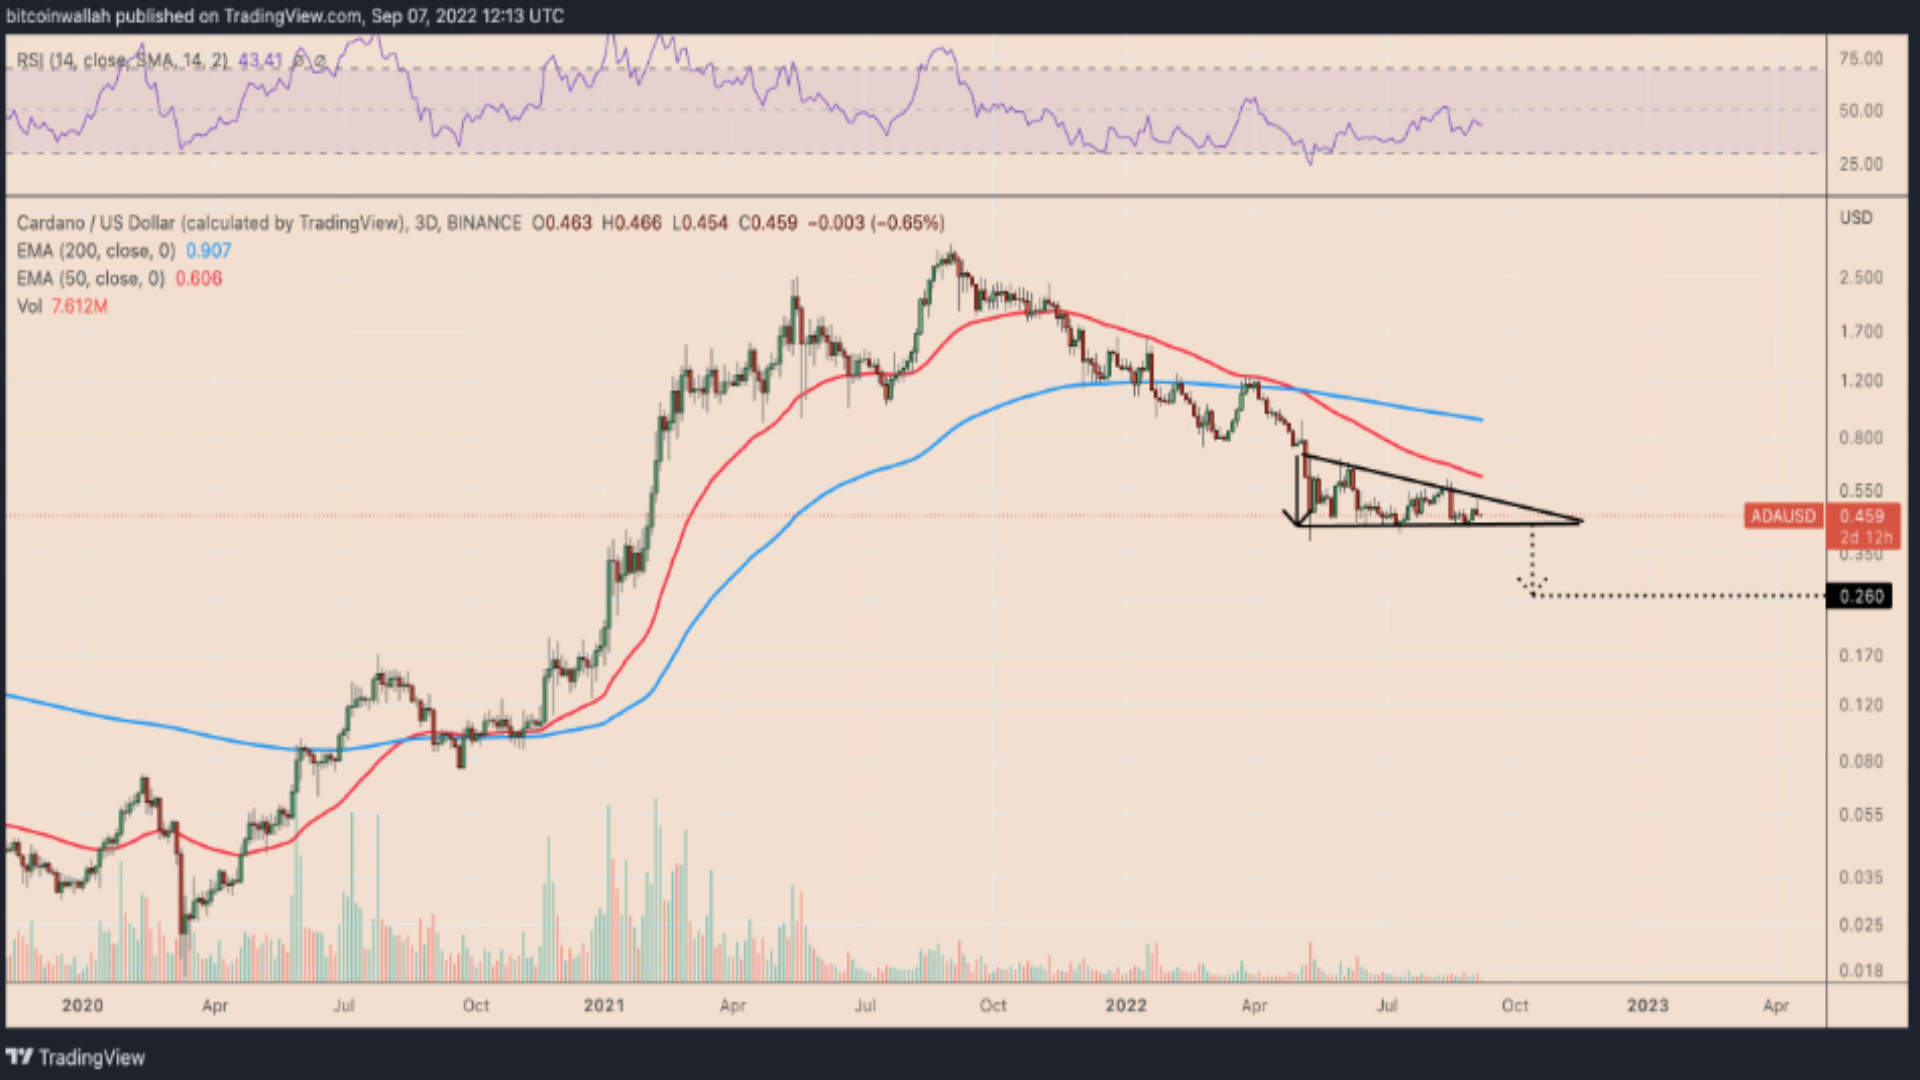 bitcoinwallah published on TradingView.com, Sep 07, 2022 12:13 UTC
RSI (14, close, SMA, 14, 2) 43.41 ∅ ∅
75.00
50.00
25.00
Cardano / US Dollar (calculated by TradingView), 3D, BINANCE O0.463 H0.466 L0.454 C0.459 −0.003 (−0.65%)
USD
EMA (200, close, 0) 0.907
EMA (50, close, 0) 0.606
Vol 7.612M
2.500
1.700
1.200
0.800
0.550
ADAUSD 0.459
2d 12h
0.350
0.260
0.170
0.120
0.080
0.055
0.035
0.025
0.018
2020 Apr Jul Oct 2021 Apr Jul Oct 2022 Apr Jul Oct 2023 Apr
TradingView